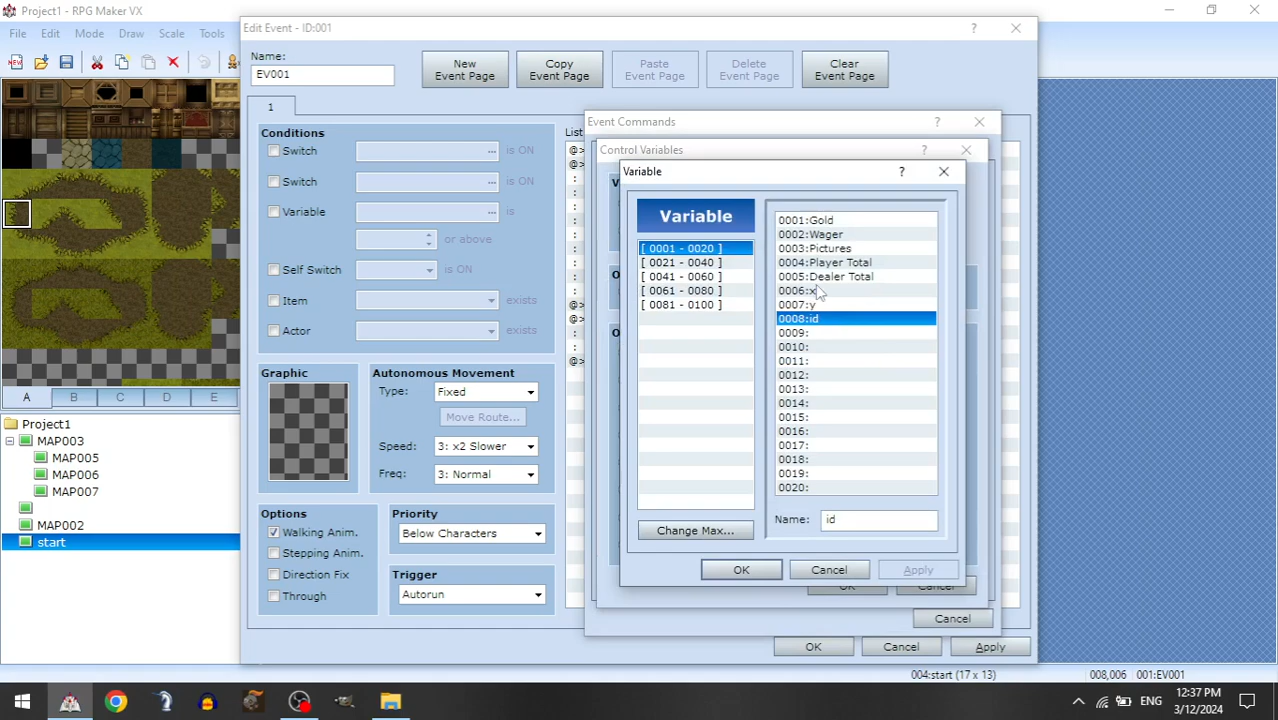 Project1 - RPG Maker VX
File Edit Mode Draw Scale Tools
Edit Event - ID:001
Name:
EV001
New Event Page
Copy Event Page
Paste Event Page
Delete Event Page
Clear Event Page
1
Conditions
Switch ... is ON
Switch ... is ON
Variable ... is
or above
Self Switch is ON
Item exists
Actor exists
Graphic
Autonomous Movement
Type: Fixed
Move Route...
Speed: 3: x2 Slower
Freq: 3: Normal
Options
Walking Anim.
Stepping Anim.
Direction Fix
Through
Priority
Below Characters
Trigger
Autorun
List
@>
@>
:
:
:
:
@>
@>
:
:
@>
Event Commands
Control Variables
Variable
Variable
[ 0001 - 0020 ]
[ 0021 - 0040 ]
[ 0041 - 0060 ]
[ 0061 - 0080 ]
[ 0081 - 0100 ]
Change Max...
0001:Gold
0002:Wager
0003:Pictures
0004:Player Total
0005:Dealer Total
0006:x
0007:y
0008:id
0009:
0010:
0011:
0012:
0013:
0014:
0015:
0016:
0017:
0018:
0019:
0020:
Name: id
OK Cancel Apply
OK Cancel
Cancel
OK Cancel Apply
A B C D E
Project1
MAP003
MAP005
MAP006
MAP007
MAP002
start
004:start (17 x 13) 008,006 001:EV001
ENG
12:37 PM
3/12/2024